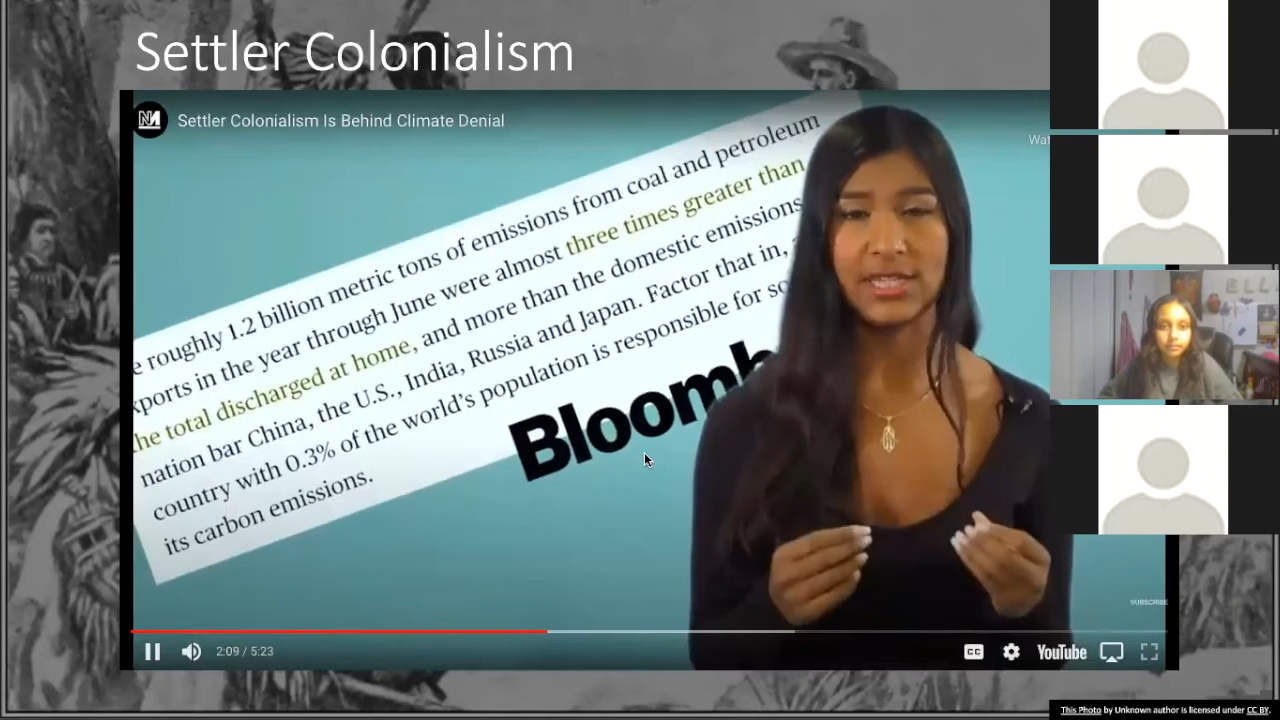 Settler Colonialism
Settler Colonialism Is Behind Climate Denial
roughly 1.2 billion metric tons of emissions from coal and petroleum
in the year through June were almost three times greater than
the total discharged at home, and more than the domestic emissions
nation bar China, the U.S., India, Russia and Japan. Factor that in,
country with 0.3% of the world's population is responsible for
its carbon emissions.
2:09 / 5:23
CC
YouTube
SUBSCRIBE
This Photo by Unknown author is licensed under CC BY.